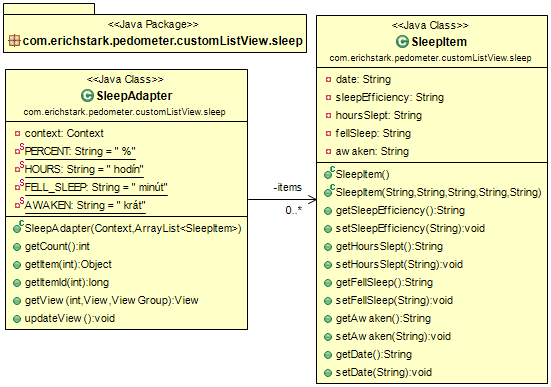 <<Java Package>>
com.erichstark.pedometer.customListView.sleep
<<Java Class>>
SleepAdapter
com.erichstark.pedometer.customListView.sleep
context: Context
PERCENT: String = " %"
HOURS: String = " hodín"
FELL_SLEEP: String = " minút"
AWAKEN: String = " krát"
SleepAdapter(Context,ArrayList<SleepItem>)
getCount():int
getItem(int):Object
getItemId(int):long
getView(int,View,ViewGroup):View
updateView():void
-items
0..*
<<Java Class>>
SleepItem
com.erichstark.pedometer.customListView.sleep
date: String
sleepEfficiency: String
hoursSlept: String
fellSleep: String
awaken: String
SleepItem()
SleepItem(String,String,String,String,String)
getSleepEfficiency():String
setSleepEfficiency(String):void
getHoursSlept():String
setHoursSlept(String):void
getFellSleep():String
setFellSleep(String):void
getAwaken():String
setAwaken(String):void
getDate():String
setDate(String):void